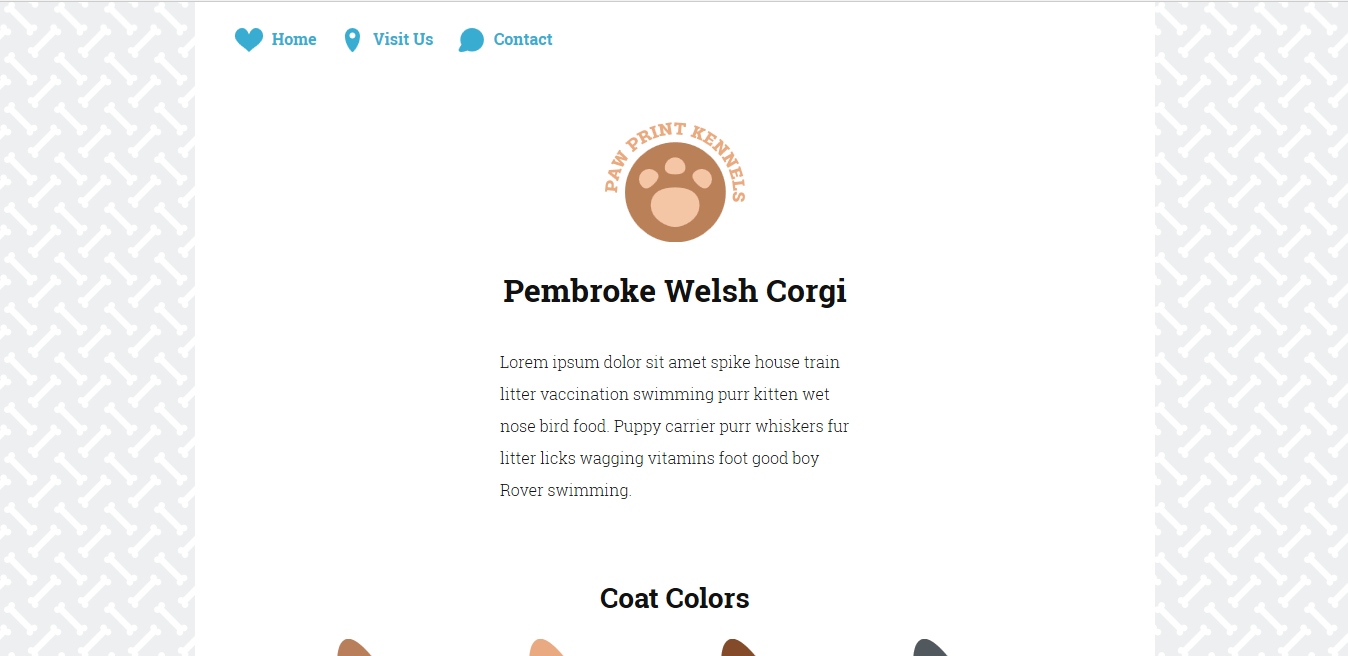 Home Visit Us Contact
PAW PRINT KENNELS
Pembroke Welsh Corgi
Lorem ipsum dolor sit amet spike house train
litter vaccination swimming purr kitten wet
nose bird food. Puppy carrier purr whiskers fur
litter licks wagging vitamins foot good boy
Rover swimming.
Coat Colors